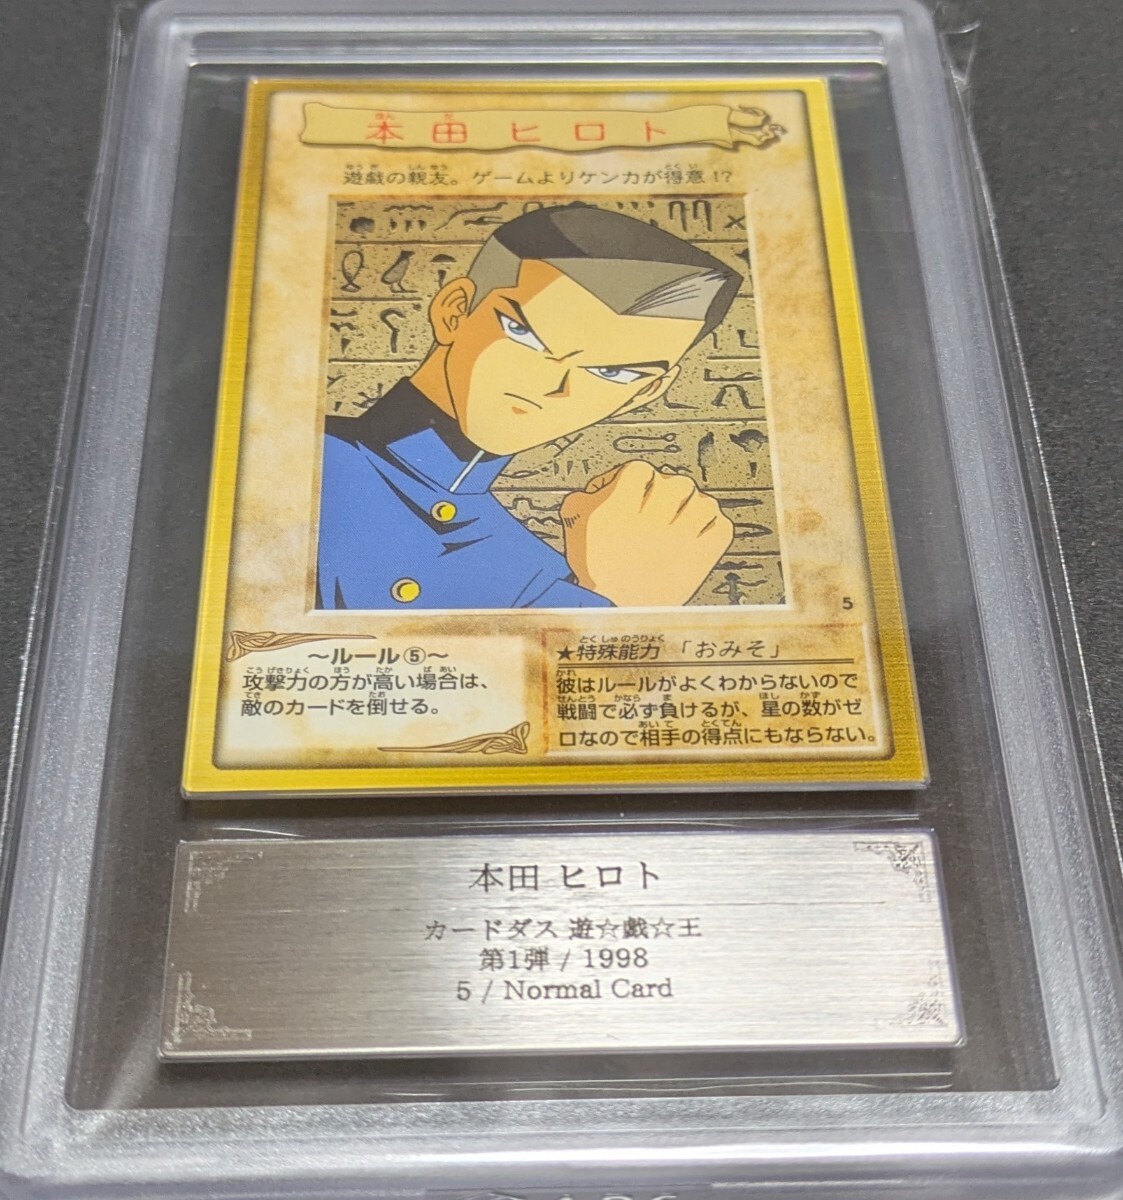 本田 ヒロト
遊戯の親友。ゲームよりケンカが得意!?
5
～ルール⑤～
攻撃力の方が高い場合は、
敵のカードを倒せる。
★特殊能力 「おみそ」
彼はルールがよくわからないので
戦闘で必ず負けるが、星の数がゼ
ロなので相手の得点にもならない。
本田 ヒロト
カードダス 遊☆戯☆王
第1弾 / 1998
5 / Normal Card